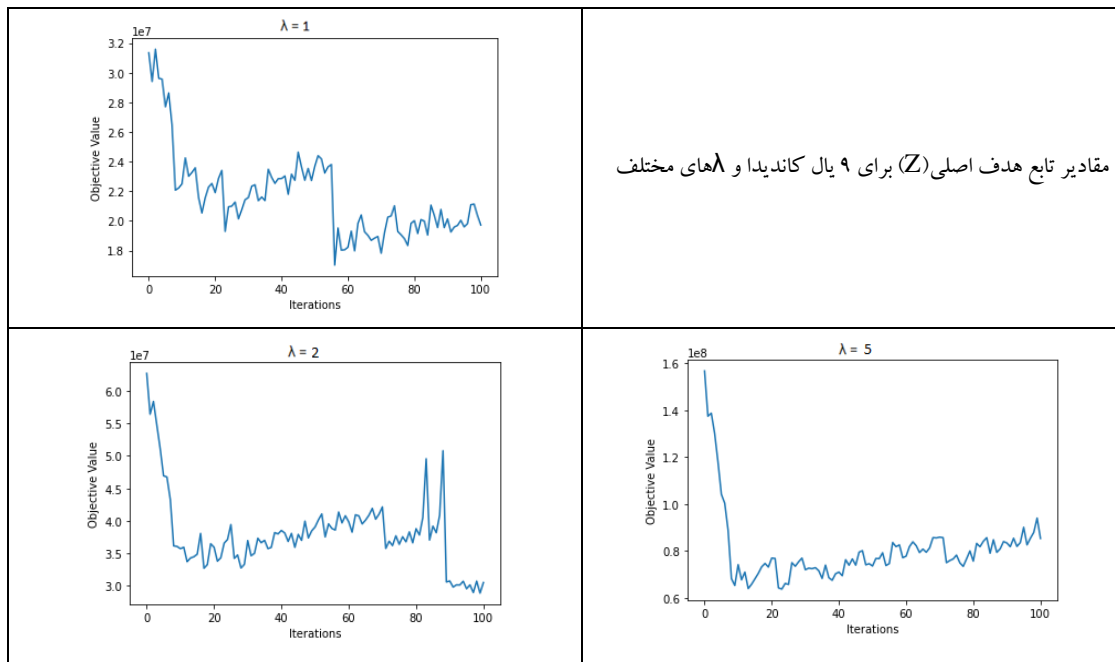 λ = 1
1e7
3.2
3.0
2.8
2.6
2.4
2.2
2.0
1.8
Objective Value
0 20 40 60 80 100
Iterations
مقادیر تابع هدف اصلی(Z) برای ۹ یال کاندیدا و λهای مختلف
λ = 2
1e7
6.0
5.5
5.0
4.5
4.0
3.5
3.0
Objective Value
0 20 40 60 80 100
Iterations
λ = 5
1e8
1.6
1.4
1.2
1.0
0.8
0.6
Objective Value
0 20 40 60 80 100
Iterations